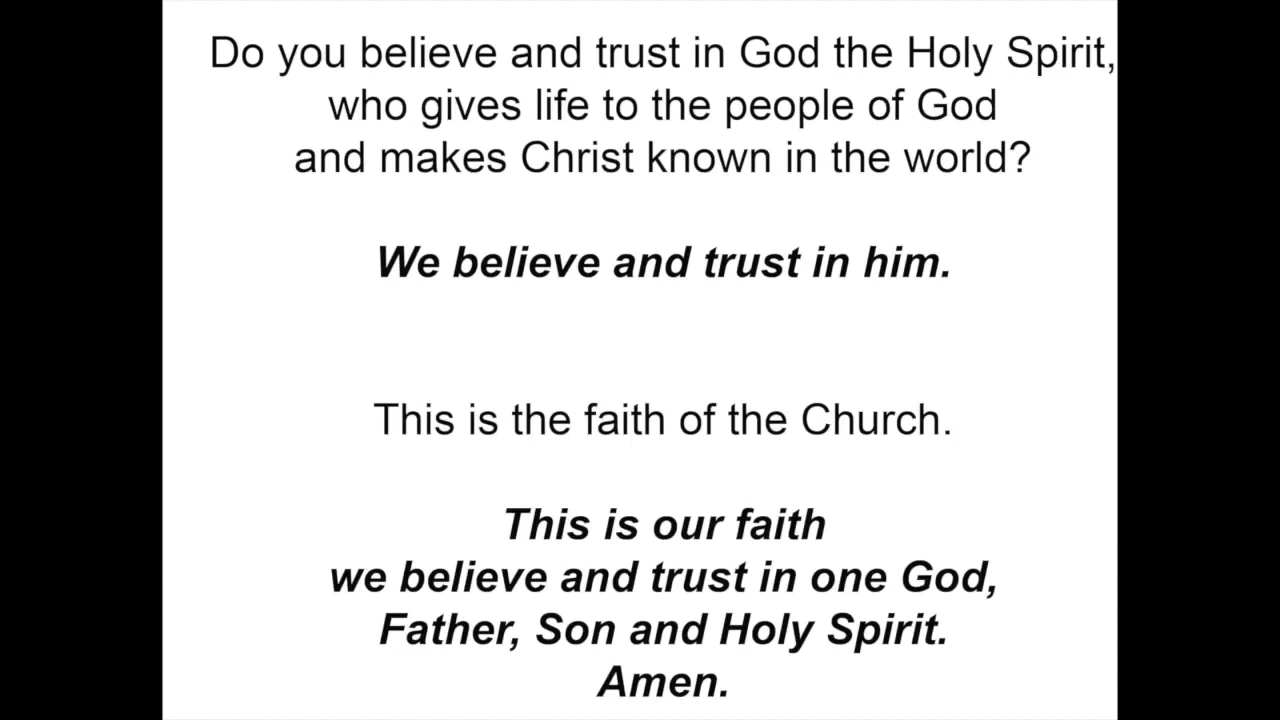 Do you believe and trust in God the Holy Spirit,
who gives life to the people of God
and makes Christ known in the world?
We believe and trust in him.
This is the faith of the Church.
This is our faith
we believe and trust in one God,
Father, Son and Holy Spirit.
Amen.